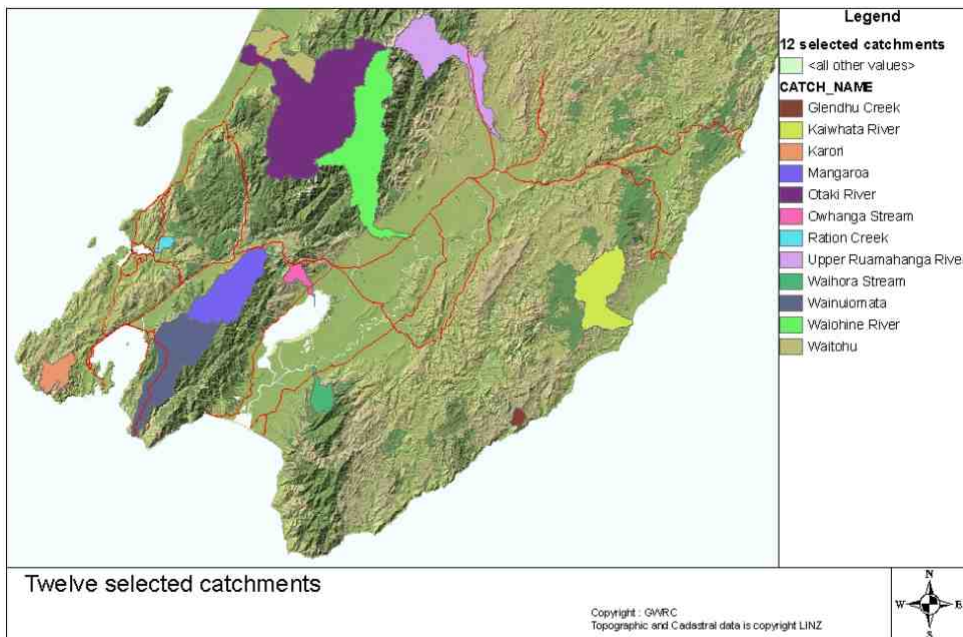 Legend
12 selected catchments
<all other values>
CATCH_NAME
Glendhu Creek
Kaiwhata River
Karori
Mangaroa
Otaki River
Owhanga Stream
Ration Creek
Upper Ruamahanga River
Waihora Stream
Wainuiomata
Waiohine River
Waitohu
Twelve selected catchments
Copyright : GWRC
Topographic and Cadastral data is copyright LINZ
N
W E
S